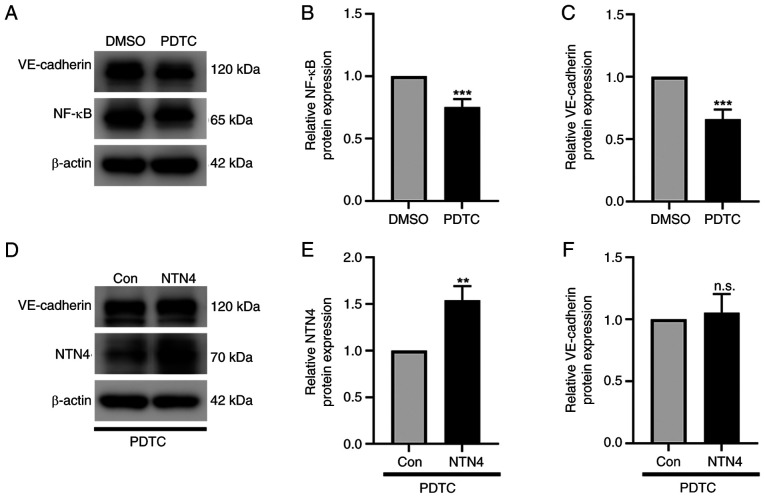 A
DMSO PDTC
VE-cadherin 120 kDa
NF-κB 65 kDa
β-actin 42 kDa
B
Relative NF-κB
protein expression
1.5
1.0
0.5
0.0
***
DMSO PDTC
C
Relative VE-cadherin
protein expression
1.5
1.0
0.5
0.0
***
DMSO PDTC
D
Con NTN4
VE-cadherin 120 kDa
NTN4 70 kDa
β-actin 42 kDa
PDTC
E
Relative NTN4
protein expression
2.0
1.5
1.0
0.5
0.0
**
Con NTN4
PDTC
F
Relative VE-cadherin
protein expression
1.5
1.0
0.5
0.0
n.s.
Con NTN4
PDTC